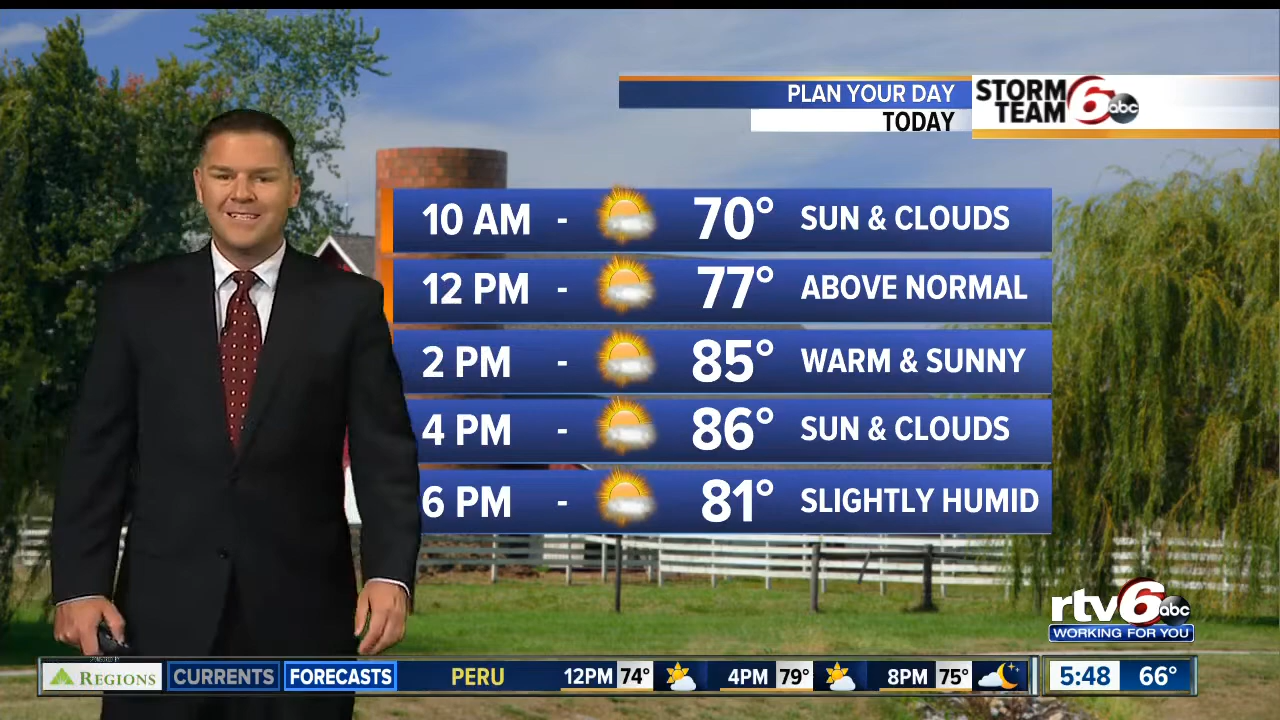 PLAN YOUR DAY
TODAY
STORM
TEAM 6 abc
10 AM - 70° SUN & CLOUDS
12 PM - 77° ABOVE NORMAL
2 PM - 85° WARM & SUNNY
4 PM - 86° SUN & CLOUDS
6 PM - 81° SLIGHTLY HUMID
rtv6 abc
WORKING FOR YOU
SPONSORED BY
REGIONS CURRENTS FORECASTS PERU 12PM 74° 4PM 79° 8PM 75° 5:48 66°